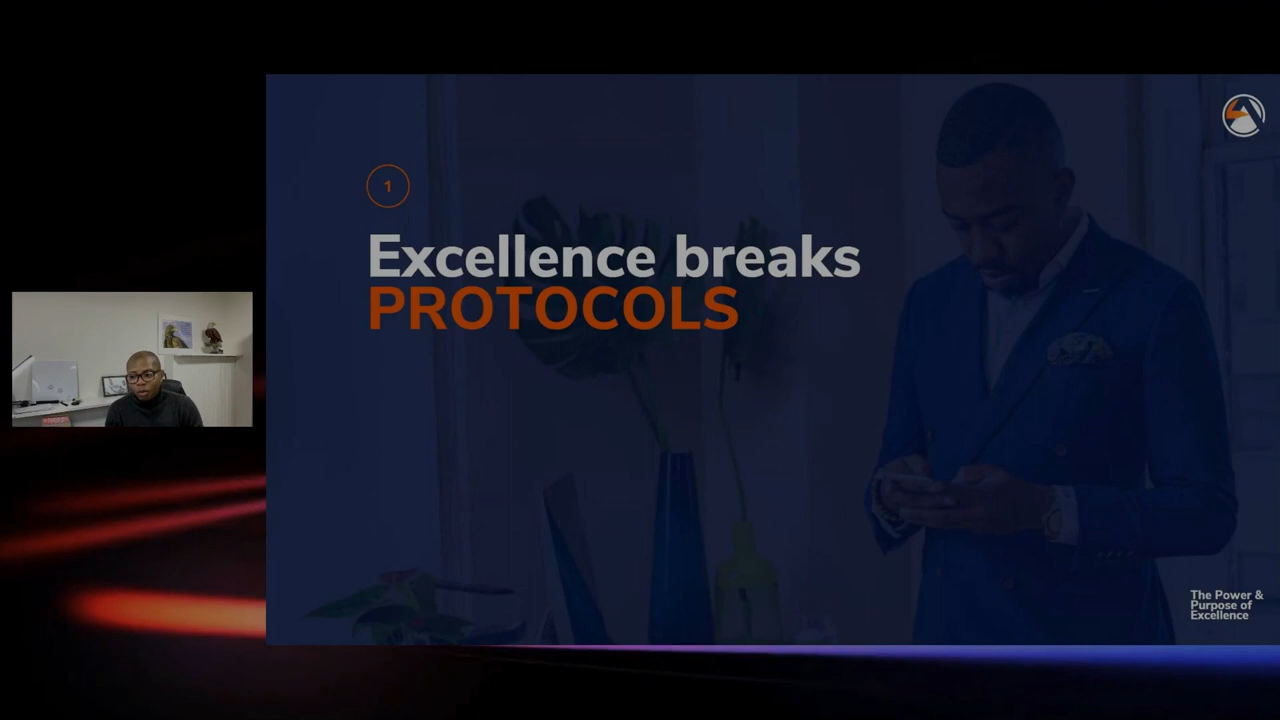 1
Excellence breaks
PROTOCOLS
The Power &
Purpose of
Excellence